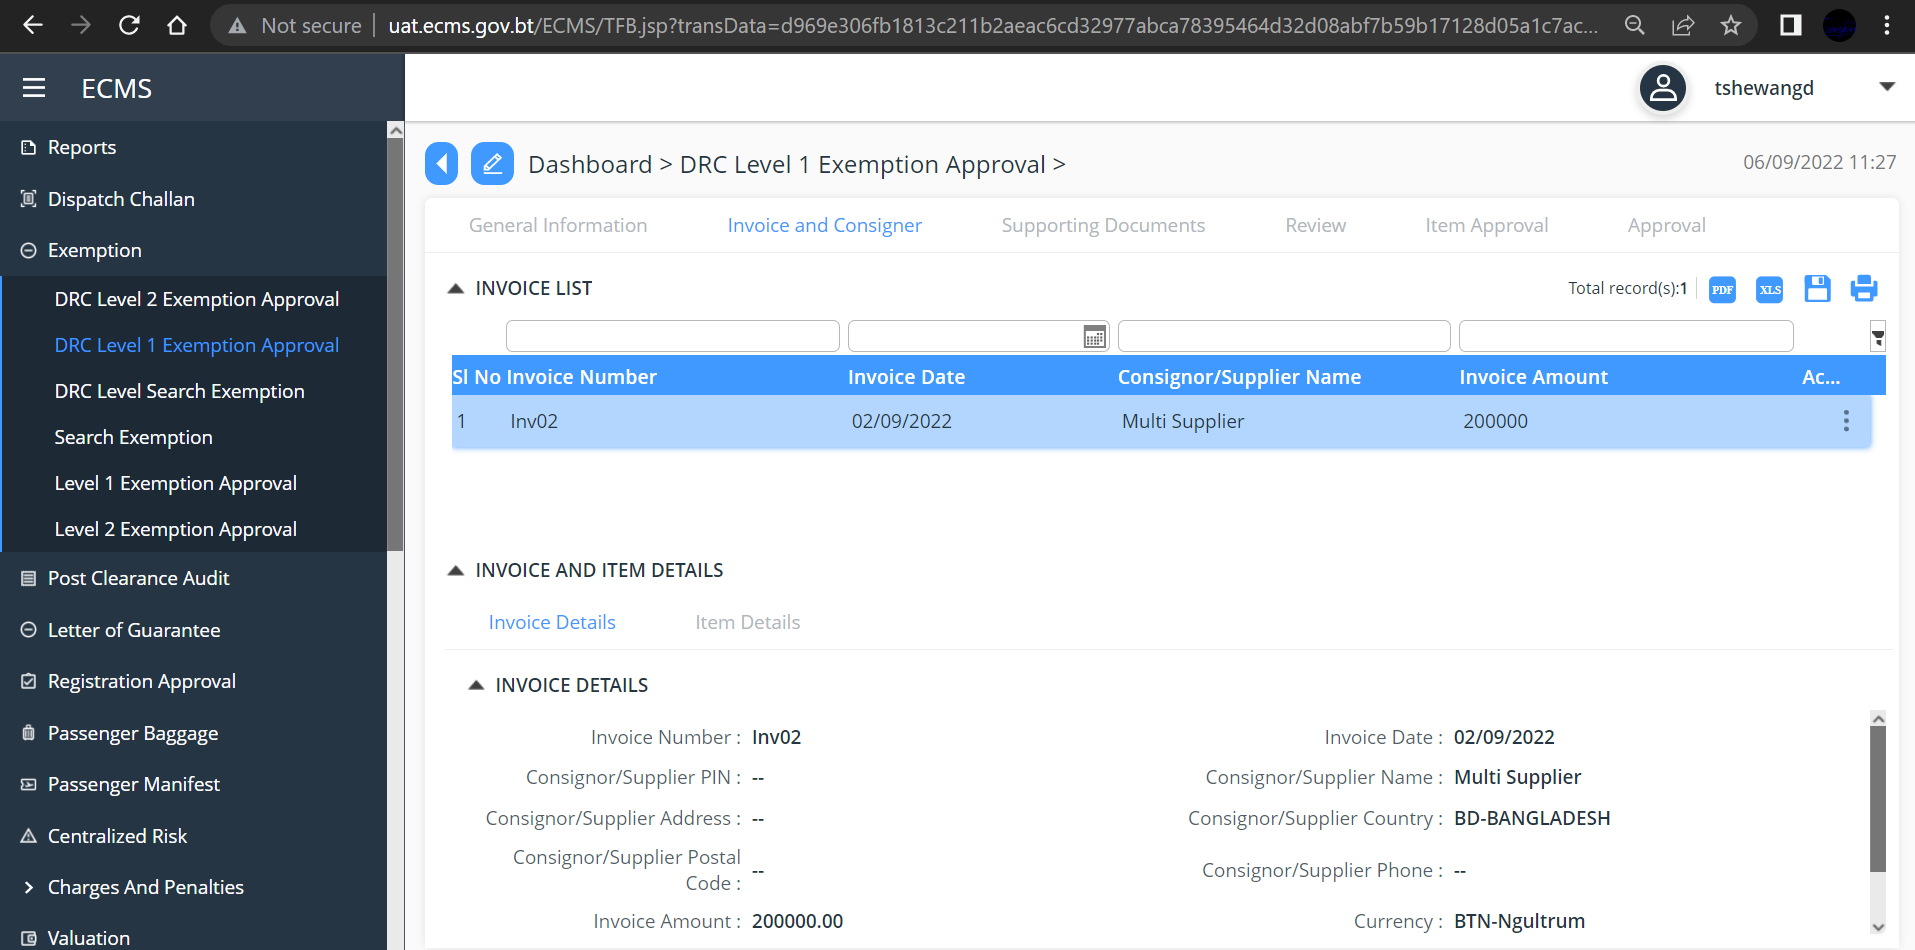 Not secure uat.ecms.gov.bt/ECMS/TFB.jsp?transData=d969e306fb1813c211b2aeac6cd32977abca78395464d32d08abf7b59b17128d05a1c7ac...
ECMS
tshewangd
Reports
Dispatch Challan
Exemption
DRC Level 2 Exemption Approval
DRC Level 1 Exemption Approval
DRC Level Search Exemption
Search Exemption
Level 1 Exemption Approval
Level 2 Exemption Approval
Post Clearance Audit
Letter of Guarantee
Registration Approval
Passenger Baggage
Passenger Manifest
Centralized Risk
Charges And Penalties
Valuation
Dashboard > DRC Level 1 Exemption Approval >
06/09/2022 11:27
General Information Invoice and Consigner Supporting Documents Review Item Approval Approval
INVOICE LIST
Total record(s):1 PDF XLS
Sl No Invoice Number Invoice Date Consignor/Supplier Name Invoice Amount Ac...
1 Inv02 02/09/2022 Multi Supplier 200000
INVOICE AND ITEM DETAILS
Invoice Details Item Details
INVOICE DETAILS
Invoice Number : Inv02 Invoice Date : 02/09/2022
Consignor/Supplier PIN : -- Consignor/Supplier Name : Multi Supplier
Consignor/Supplier Address : -- Consignor/Supplier Country : BD-BANGLADESH
Consignor/Supplier Postal
Code : -- Consignor/Supplier Phone : --
Invoice Amount : 200000.00 Currency : BTN-Ngultrum